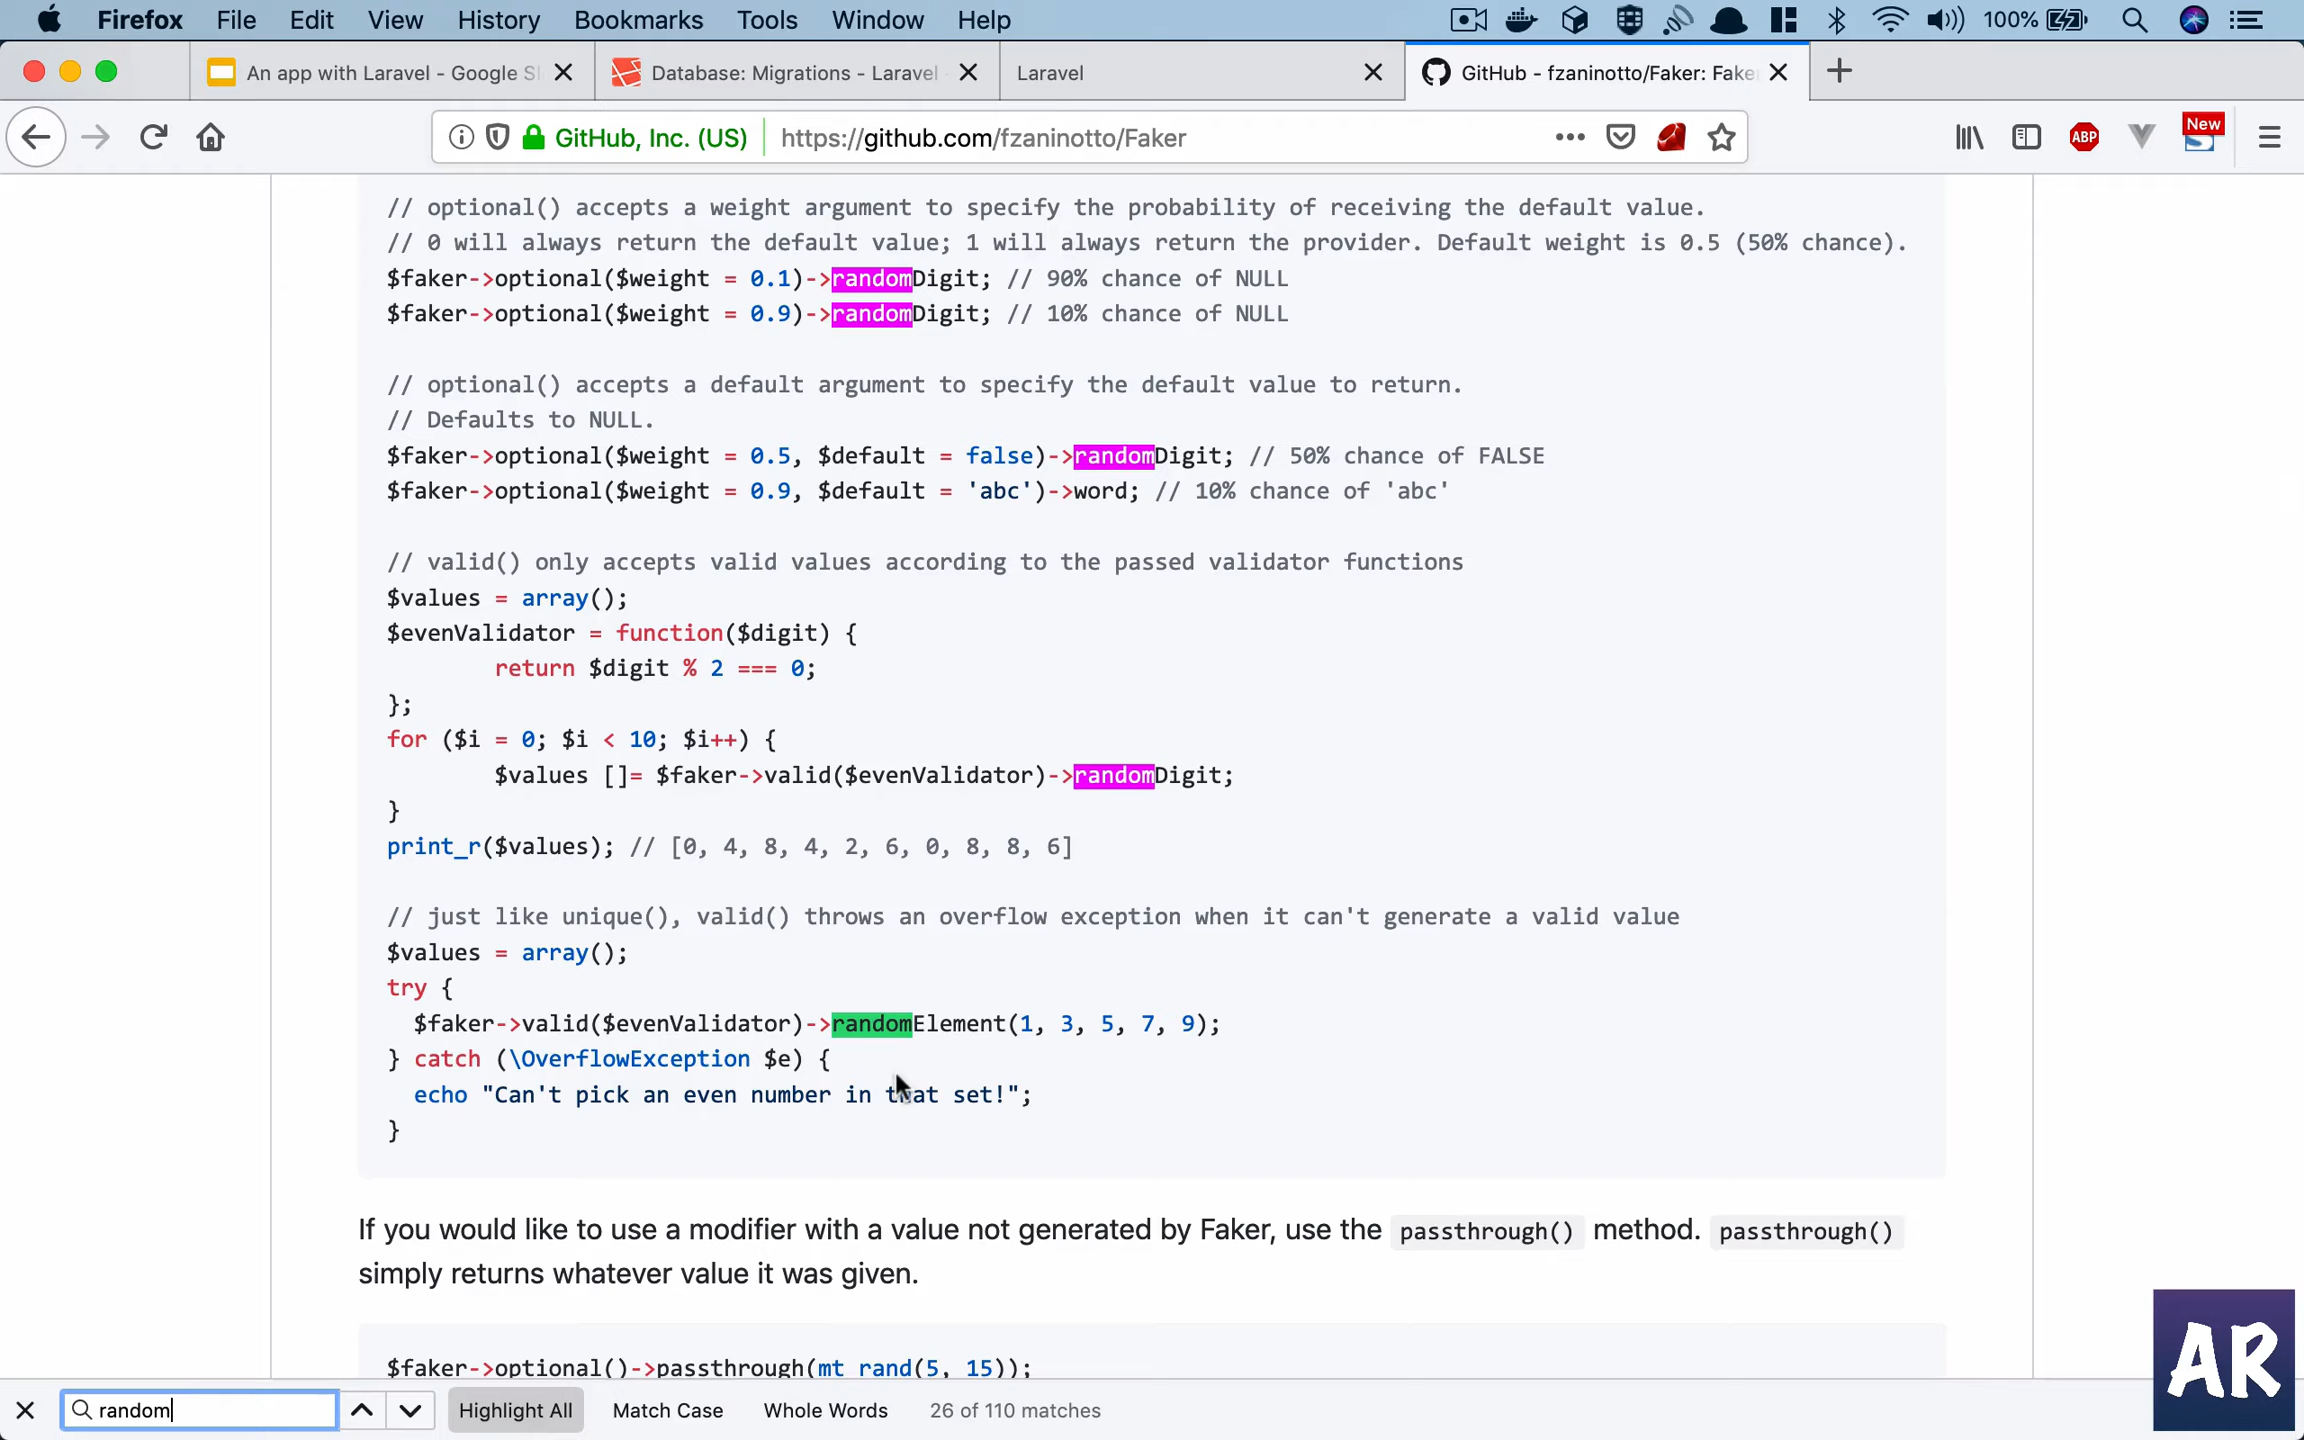 Firefox File Edit View History Bookmarks Tools Window Help 100%
An app with Laravel - Google Sl Database: Migrations - Laravel Laravel GitHub - fzaninotto/Faker: Fake
GitHub, Inc. (US) https://github.com/fzaninotto/Faker ABP New
// optional() accepts a weight argument to specify the probability of receiving the default value.
// 0 will always return the default value; 1 will always return the provider. Default weight is 0.5 (50% chance).
$faker->optional($weight = 0.1)->randomDigit; // 90% chance of NULL
$faker->optional($weight = 0.9)->randomDigit; // 10% chance of NULL
// optional() accepts a default argument to specify the default value to return.
// Defaults to NULL.
$faker->optional($weight = 0.5, $default = false)->randomDigit; // 50% chance of FALSE
$faker->optional($weight = 0.9, $default = 'abc')->word; // 10% chance of 'abc'
// valid() only accepts valid values according to the passed validator functions
$values = array();
$evenValidator = function($digit) {
return $digit % 2 === 0;
};
for ($i = 0; $i < 10; $i++) {
$values []= $faker->valid($evenValidator)->randomDigit;
}
print_r($values); // [0, 4, 8, 4, 2, 6, 0, 8, 8, 6]
// just like unique(), valid() throws an overflow exception when it can't generate a valid value
$values = array();
try {
$faker->valid($evenValidator)->randomElement(1, 3, 5, 7, 9);
} catch (\OverflowException $e) {
echo "Can't pick an even number in that set!";
}
If you would like to use a modifier with a value not generated by Faker, use the passthrough() method. passthrough()
simply returns whatever value it was given.
$faker->optional()->passthrough(mt_rand(5, 15));
random Highlight All Match Case Whole Words 26 of 110 matches
AR